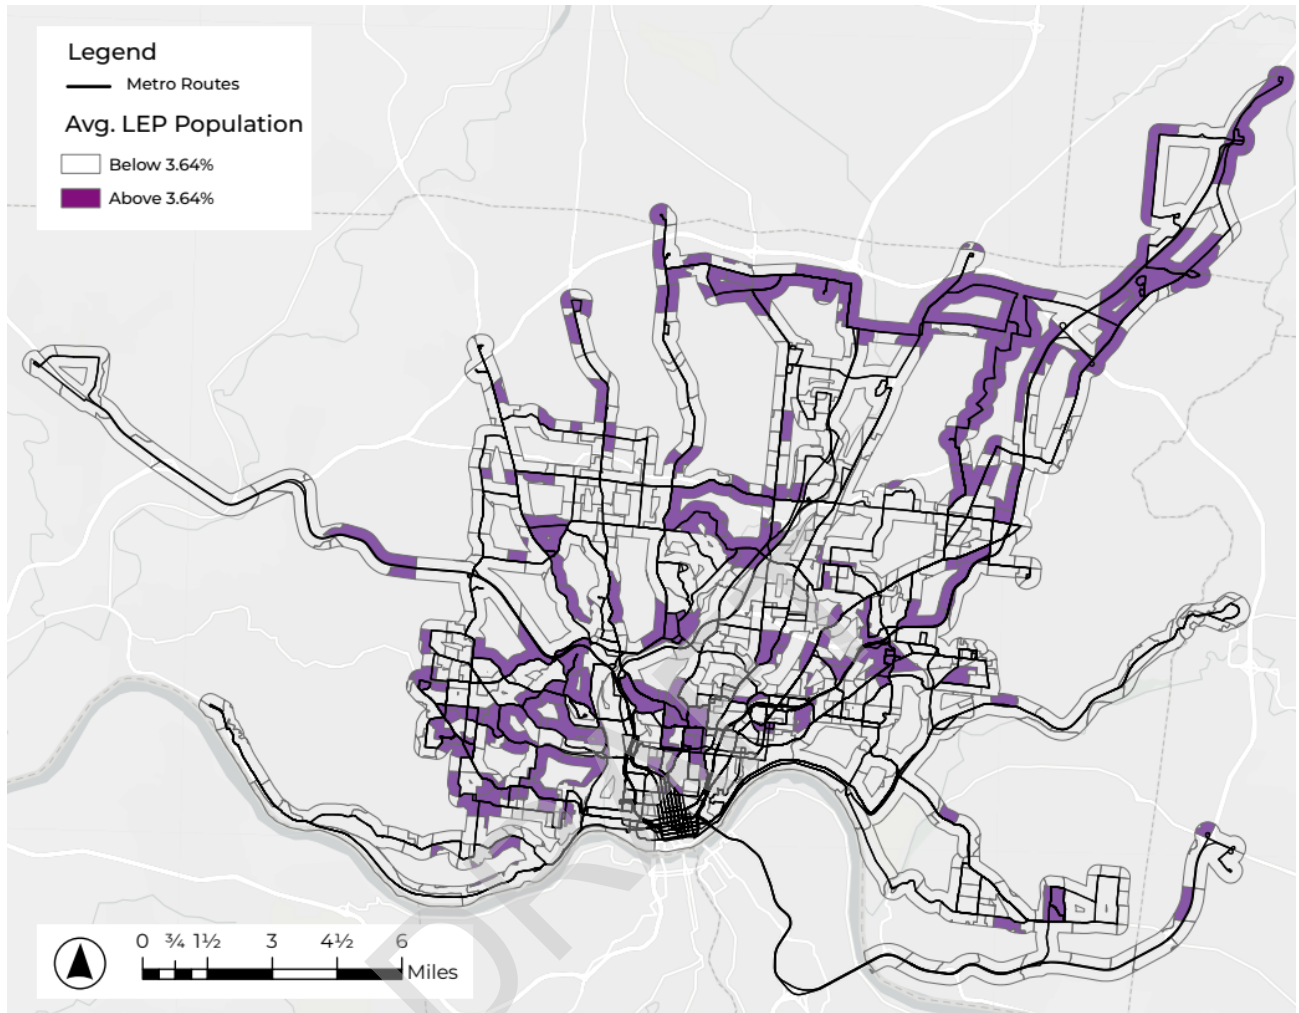 Legend
Metro Routes
Avg. LEP Population
Below 3.64%
Above 3.64%
0 ¾ 1½ 3 4½ 6
Miles